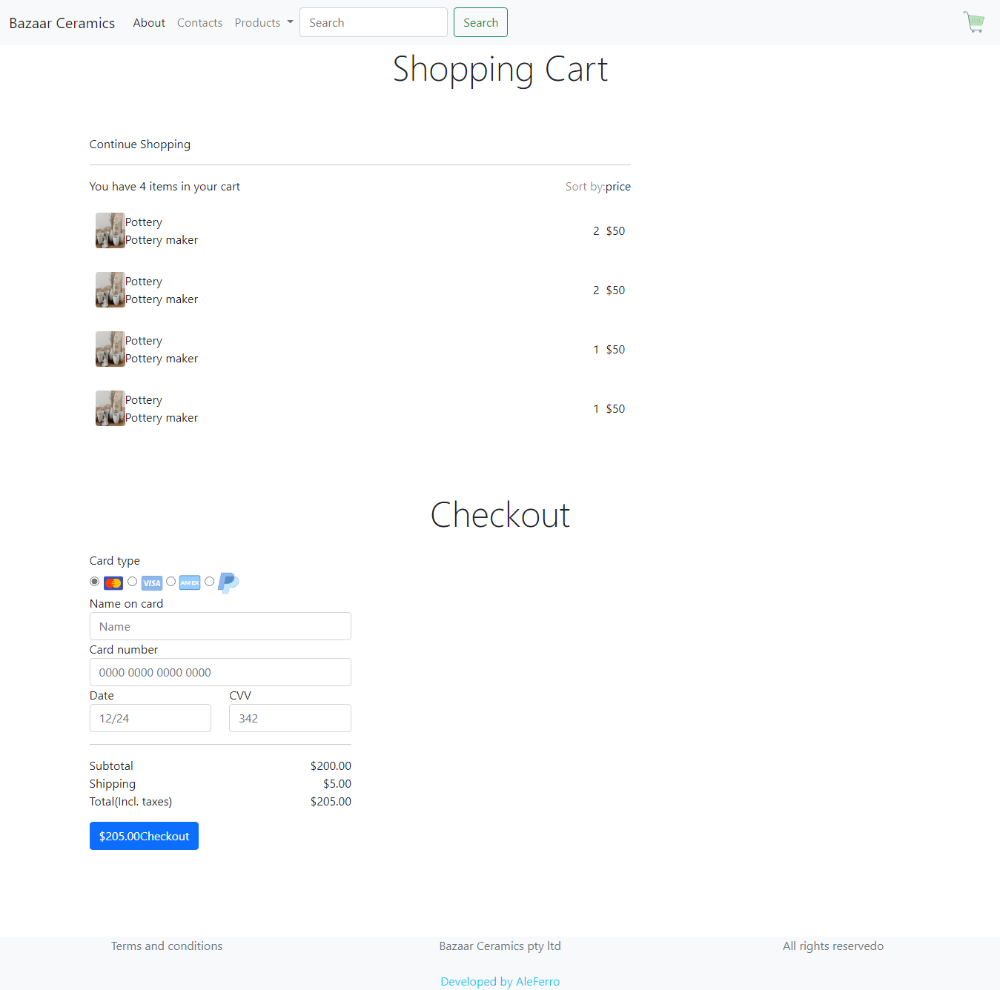 Bazaar Ceramics About Contacts Products Search Search
Shopping Cart
Continue Shopping
You have 4 items in your cart Sort by:price
Pottery
Pottery maker
2 $50
Pottery
Pottery maker
2 $50
Pottery
Pottery maker
1 $50
Pottery
Pottery maker
1 $50
Checkout
Card type
VISA AM EX
Name on card
Name
Card number
0000 0000 0000 0000
Date CVV
12/24 342
Subtotal $200.00
Shipping $5.00
Total(Incl. taxes) $205.00
$205.00Checkout
Terms and conditions Bazaar Ceramics pty ltd All rights reservedo
Developed by AleFerro